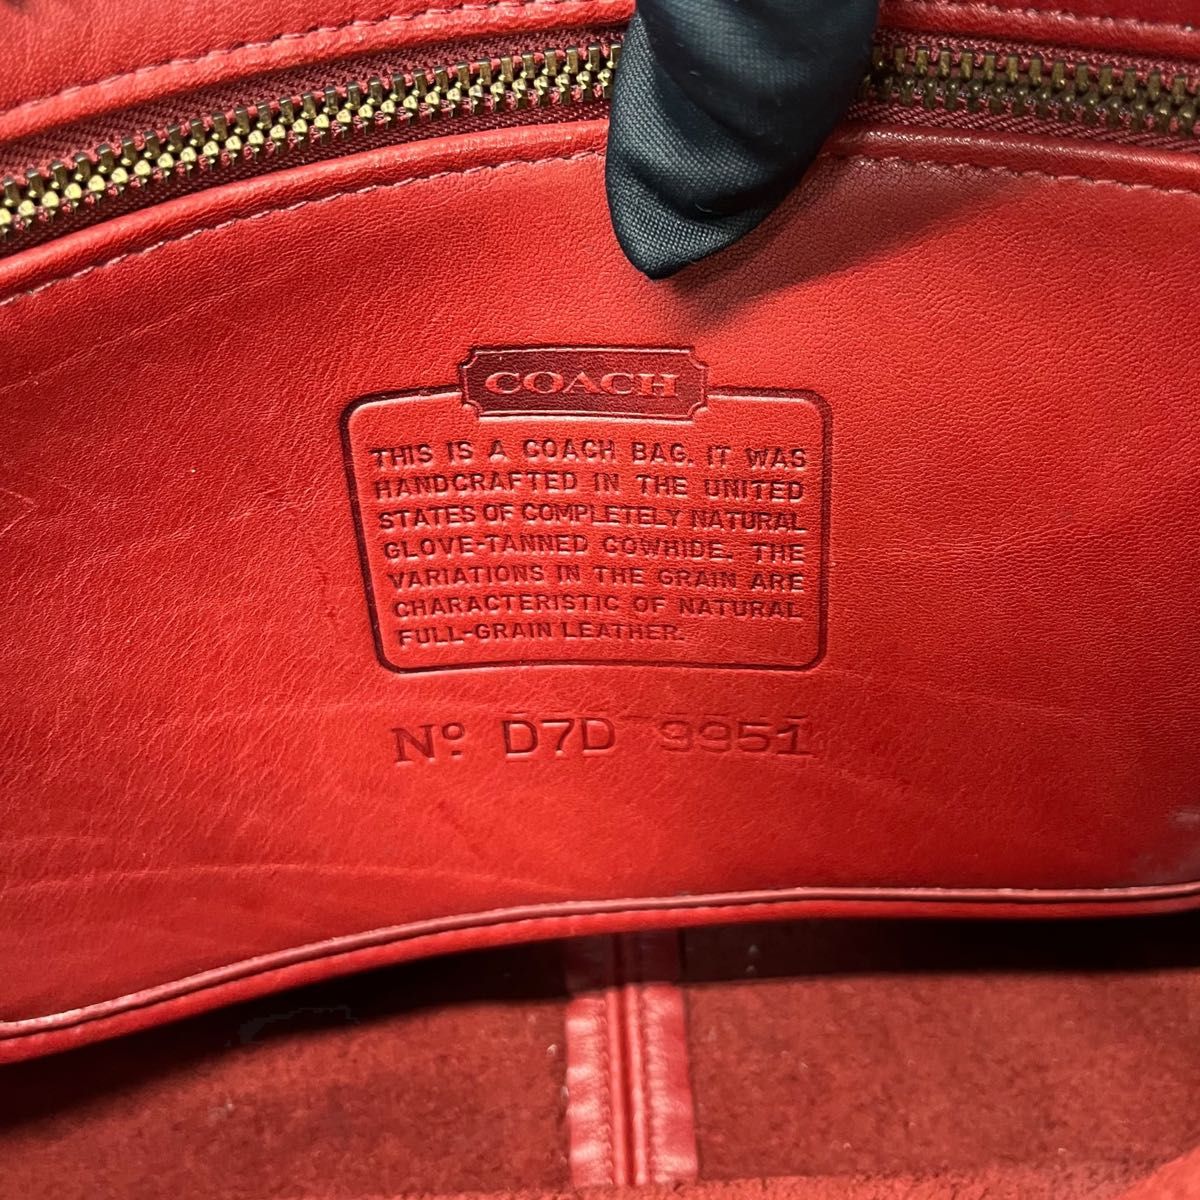 COACH
THIS IS A COACH BAG. IT WAS
HANDCRAFTED IN THE UNITED
STATES OF COMPLETELY NATURAL
GLOVE-TANNED COWHIDE. THE
VARIATIONS IN THE GRAIN ARE
CHARACTERISTIC OF NATURAL
FULL-GRAIN LEATHER.
Nº D7D 9951